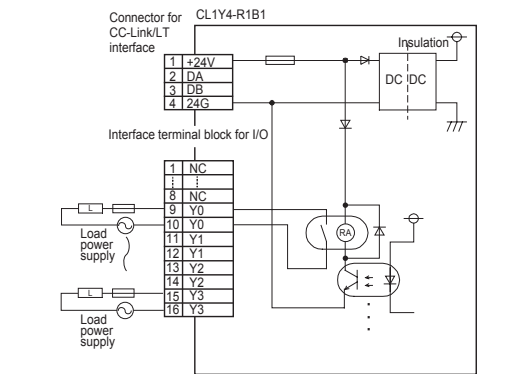 Connector for
CC-Link/LT
interface
CL1Y4-R1B1
Insulation
1 +24V
2 DA
3 DB
4 24G
DC DC
Interface terminal block for I/O
1 NC
8 NC
9 Y0
10 Y0
11 Y1
12 Y1
13 Y2
14 Y2
15 Y3
16 Y3
L
Load
power
supply
RA
L
Load
power
supply